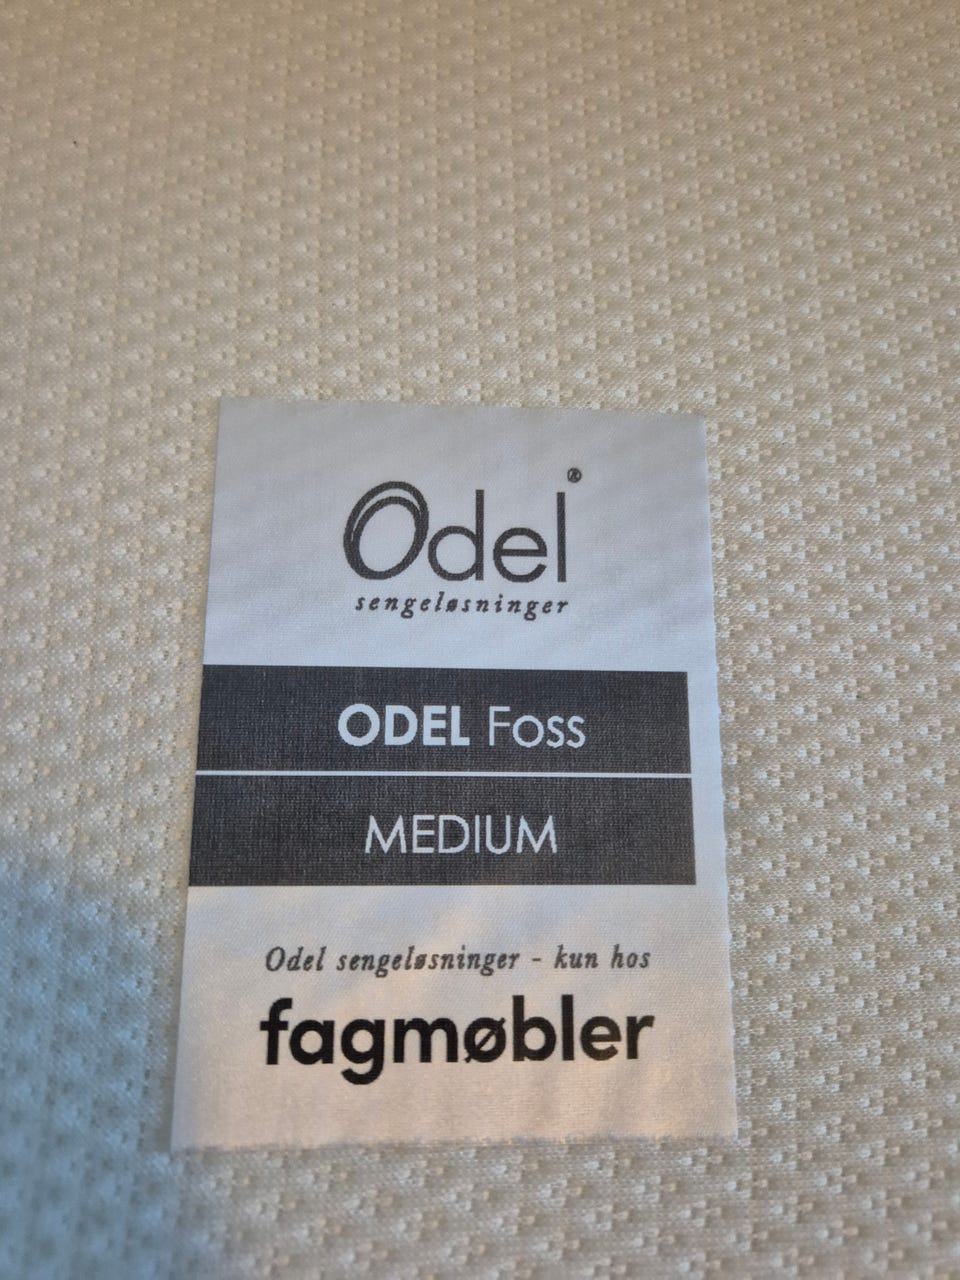 Odel®
sengeløsninger
ODEL Foss
MEDIUM
Odel sengeløsninger - kun hos
fagmøbler